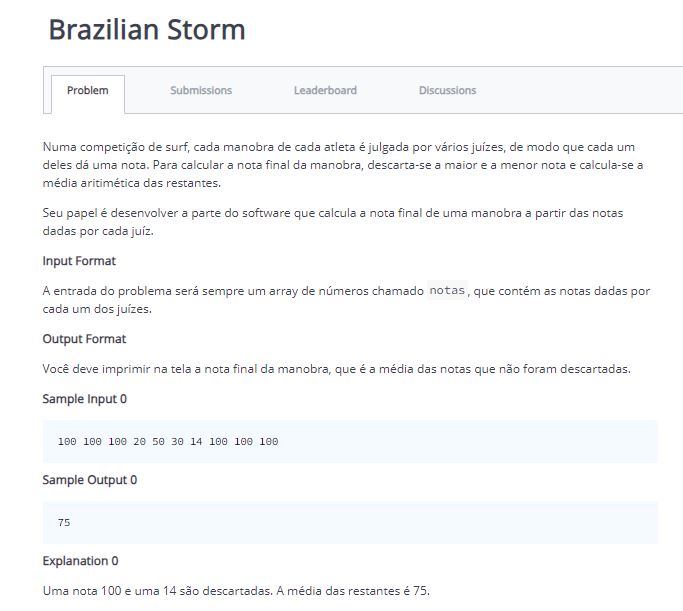 Brazilian Storm
Problem
Submissions
Leaderboard
Discussions
Numa competição de surf, cada manobra de cada atleta é julgada por vários juízes, de modo que cada um
deles dá uma nota. Para calcular a nota final da manobra, descarta-se a maior e a menor nota e calcula-se a
média aritimética das restantes.
Seu papel é desenvolver a parte do software que calcula a nota final de uma manobra a partir das notas
dadas por cada juíz.
Input Format
A entrada do problema será sempre um array de números chamado notas, que contém as notas dadas por
cada um dos juízes.
Output Format
Você deve imprimir na tela a nota final da manobra, que é a média das notas que não foram descartadas.
Sample Input 0
100 100 100 20 50 30 14 100 100 100
Sample Output 0
75
Explanation 0
Uma nota 100 e uma 14 são descartadas. A média das restantes é 75.